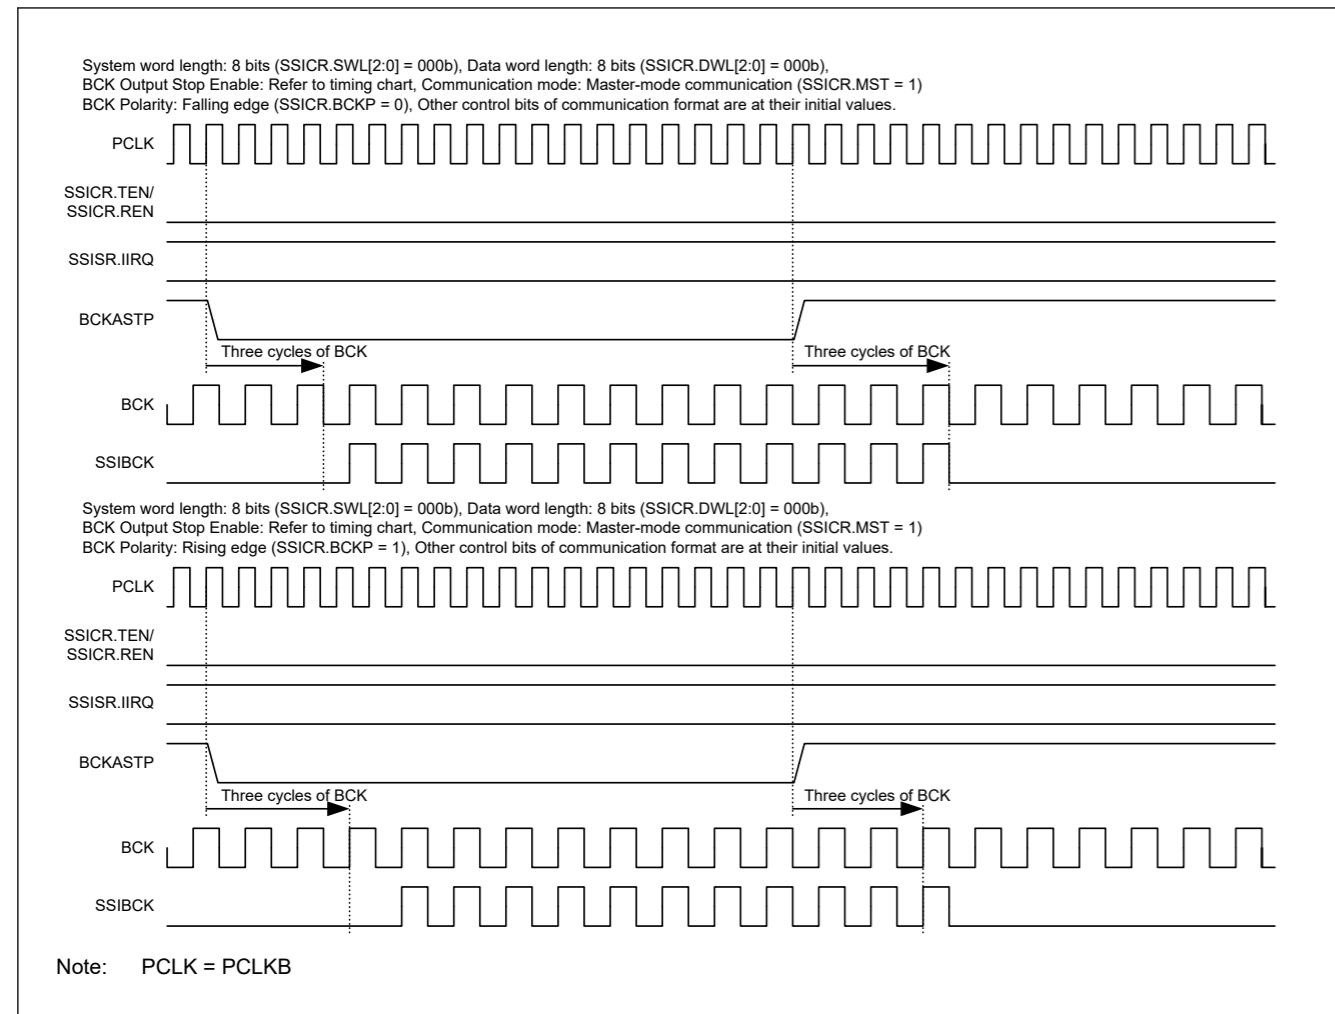 System word length: 8 bits (SSICR.SWL[2:0] = 000b), Data word length: 8 bits (SSICR.DWL[2:0] = 000b),
BCK Output Stop Enable: Refer to timing chart, Communication mode: Master-mode communication (SSICR.MST = 1)
BCK Polarity: Falling edge (SSICR.BCKP = 0), Other control bits of communication format are at their initial values.
PCLK
SSICR.TEN/
SSICR.REN
SSISR.IIRQ
BCKASTP
Three cycles of BCK Three cycles of BCK
BCK
SSIBCK
System word length: 8 bits (SSICR.SWL[2:0] = 000b), Data word length: 8 bits (SSICR.DWL[2:0] = 000b),
BCK Output Stop Enable: Refer to timing chart, Communication mode: Master-mode communication (SSICR.MST = 1)
BCK Polarity: Rising edge (SSICR.BCKP = 1), Other control bits of communication format are at their initial values.
PCLK
SSICR.TEN/
SSICR.REN
SSISR.IIRQ
BCKASTP
Three cycles of BCK Three cycles of BCK
BCK
SSIBCK
Note: PCLK = PCLKB